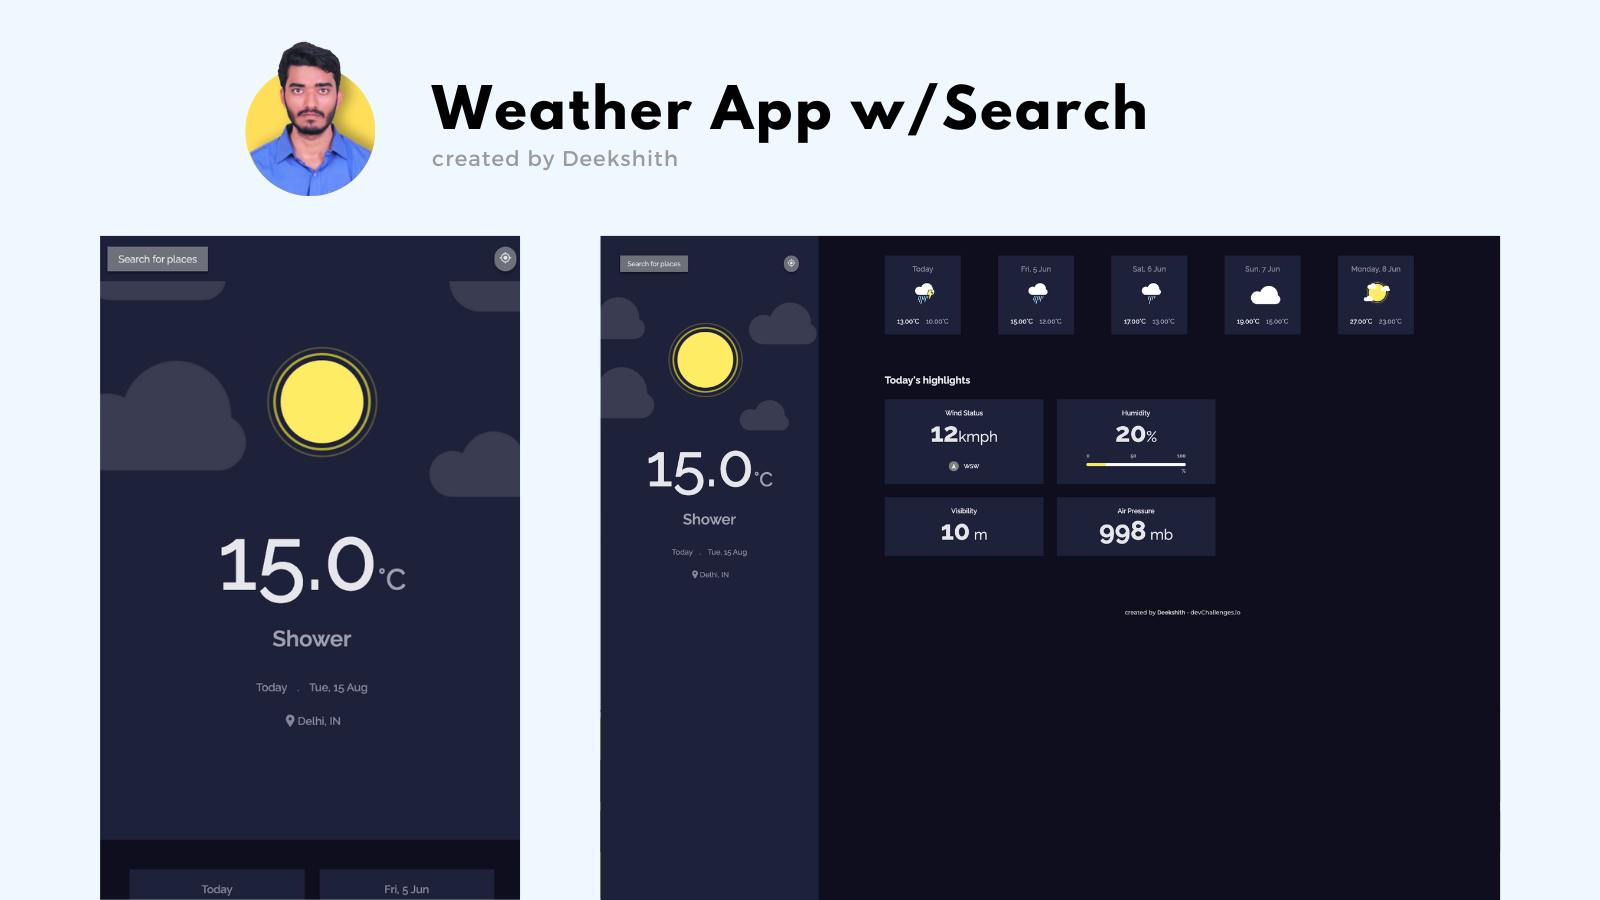 Weather App w/Search
created by Deekshith
Search for places
15.0°C
Shower
Today . Tue, 15 Aug
Delhi, IN
Today
Fri, 5 Jun
Search for places
15.0°C
Shower
Today . Tue, 15 Aug
Delhi, IN
Today
13.00°C 10.00°C
Fri, 5 Jun
15.00°C 12.00°C
Sat, 6 Jun
17.00°C 13.00°C
Sun, 7 Jun
19.00°C 15.00°C
Monday, 8 Jun
27.00°C 23.00°C
Today's highlights
Wind Status
12kmph
WSW
Humidity
20%
0 50 100
%
Visibility
10 m
Air Pressure
998 mb
created by Deekshith - devChallenges.io